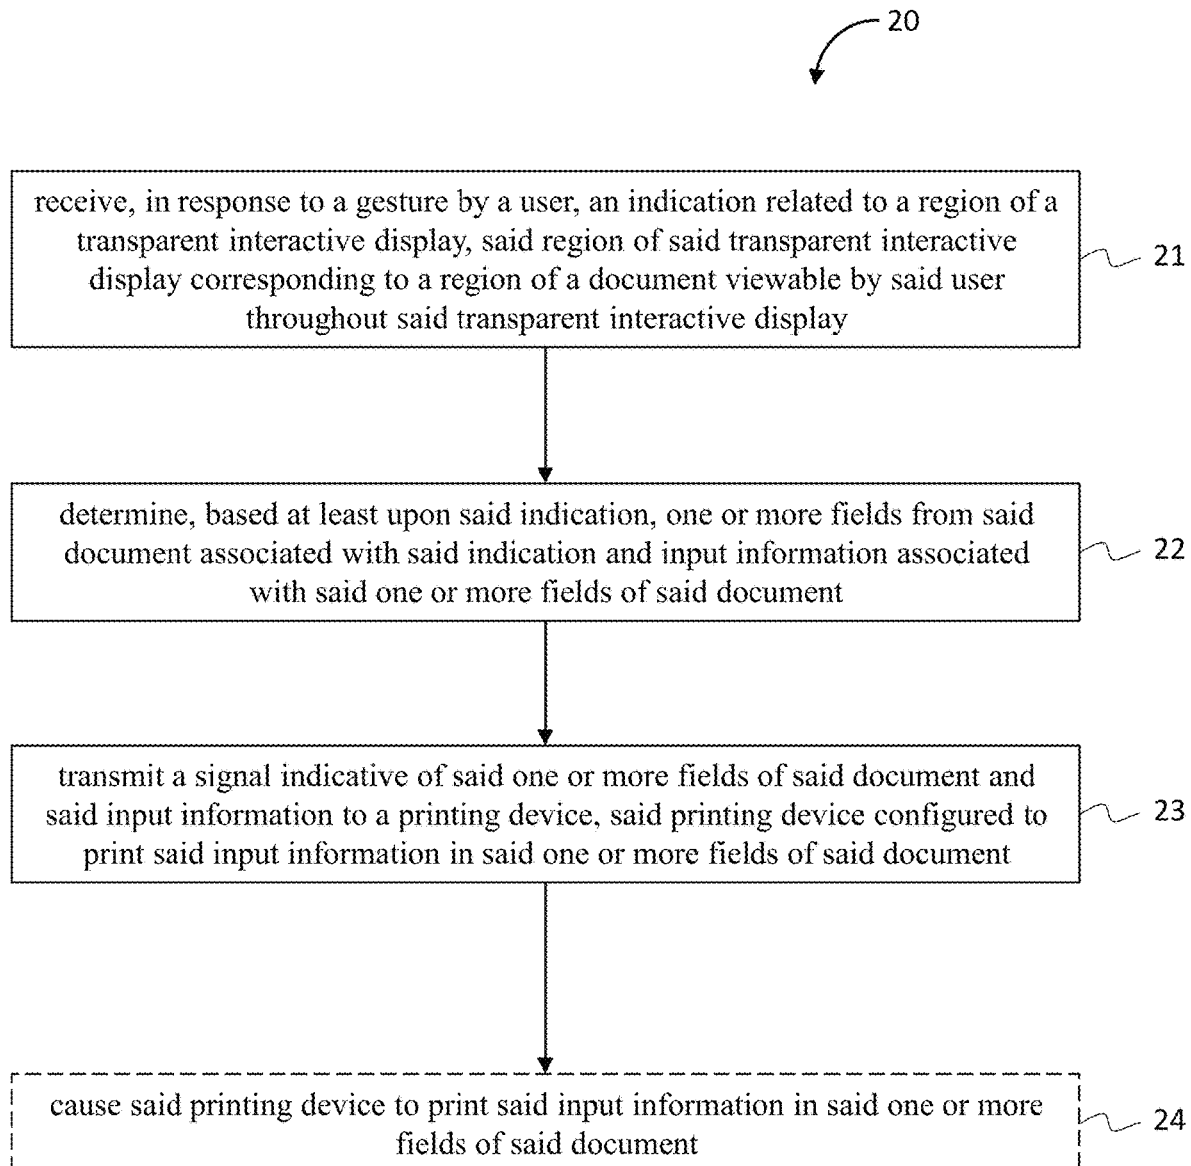 20
receive, in response to a gesture by a user, an indication related to a region of a
transparent interactive display, said region of said transparent interactive
display corresponding to a region of a document viewable by said user
throughout said transparent interactive display
21
determine, based at least upon said indication, one or more fields from said
document associated with said indication and input information associated
with said one or more fields of said document
22
transmit a signal indicative of said one or more fields of said document and
said input information to a printing device, said printing device configured to
print said input information in said one or more fields of said document
23
cause said printing device to print said input information in said one or more
fields of said document
24